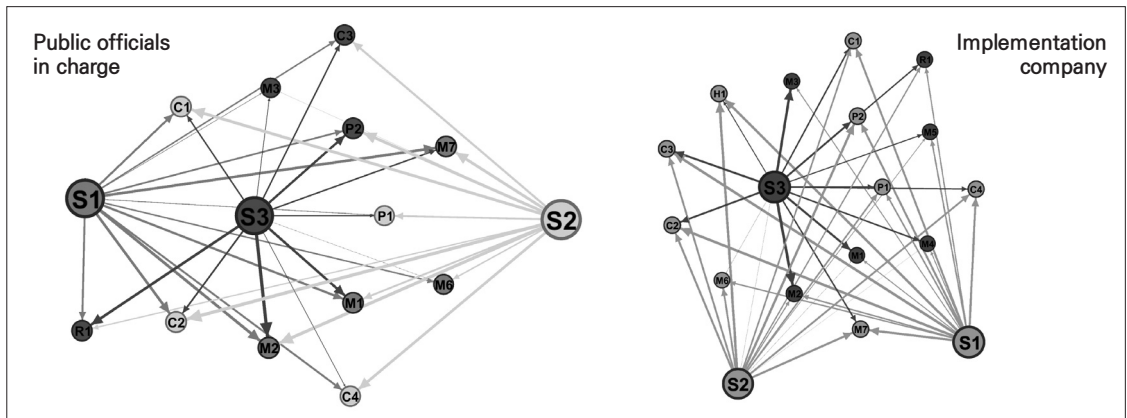 Public officials
in charge
C3
M3
C1
P2
M7
S1
S3
P1
S2
M6
M1
R1
C2
M2
C4
Implementation
company
C1
R1
M3
H1
P2
M5
C3
S3
P1
C4
C2
M4
M1
M6
M2
M7
S1
S2